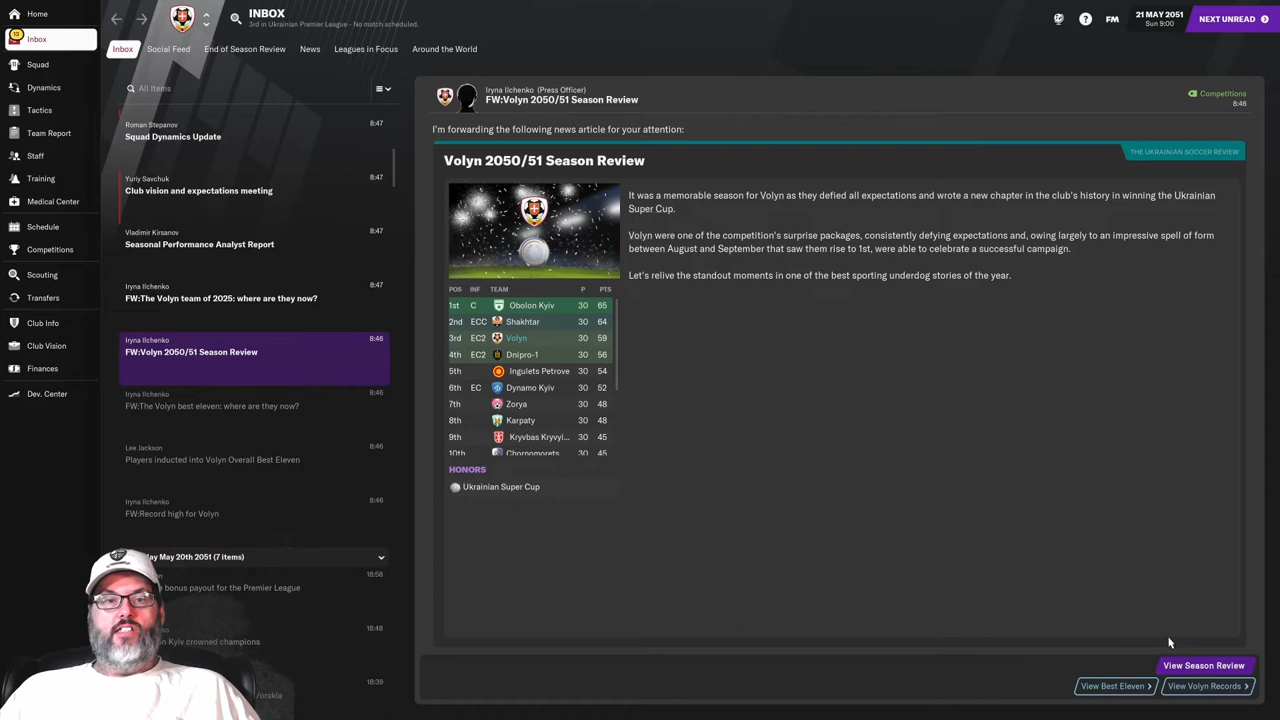 Home
Inbox
13
Squad
Dynamics
Tactics
Team Report
Staff
Training
Medical Center
Schedule
Competitions
Scouting
Transfers
Club Info
Club Vision
Finances
Dev. Center
INBOX
3rd in Ukrainian Premier League - No match scheduled.
FM
21 MAY 2051
Sun 9:00
NEXT UNREAD
Inbox
Social Feed
End of Season Review
News
Leagues in Focus
Around the World
All Items
Roman Stepanov 8:47
Squad Dynamics Update
Yuriy Savchuk 8:47
Club vision and expectations meeting
Vladimir Kirsanov 8:47
Seasonal Performance Analyst Report
Iryna Ilchenko 8:47
FW:The Volyn team of 2025: where are they now?
Iryna Ilchenko 8:46
FW:Volyn 2050/51 Season Review
Iryna Ilchenko 8:46
FW:The Volyn best eleven: where are they now?
Lee Jackson 8:46
Players inducted into Volyn Overall Best Eleven
Iryna Ilchenko 8:46
FW:Record high for Volyn
ay May 20th 2051 (7 items)
18:58
e bonus payout for the Premier League
18:48
n Kyiv crowned champions
18:39
/orskla
Iryna Ilchenko (Press Officer)
FW:Volyn 2050/51 Season Review
Competitions
8:46
I'm forwarding the following news article for your attention:
Volyn 2050/51 Season Review
THE UKRAINIAN SOCCER REVIEW
It was a memorable season for Volyn as they defied all expectations and wrote a new chapter in the club's history in winning the Ukrainian
Super Cup.
Volyn were one of the competition's surprise packages, consistently defying expectations and, owing largely to an impressive spell of form
between August and September that saw them rise to 1st, were able to celebrate a successful campaign.
Let's relive the standout moments in one of the best sporting underdog stories of the year.
POS INF TEAM P PTS
1st C Obolon Kyiv 30 65
2nd ECC Shakhtar 30 64
3rd EC2 Volyn 30 59
4th EC2 Dnipro-1 30 56
5th Ingulets Petrove 30 54
6th EC Dynamo Kyiv 30 52
7th Zorya 30 48
8th Karpaty 30 48
9th Kryvbas Kryvyi... 30 45
10th Chornomorets 30 45
HONORS
Ukrainian Super Cup
View Season Review
View Best Eleven
View Volyn Records